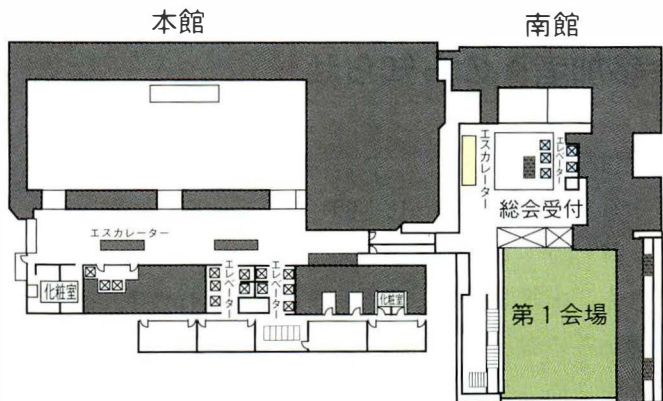 本館
南館
エスカレーター
エレベーター
総会受付
エスカレーター
エレベーター
エレベーター
化粧室
化粧室
第1会場